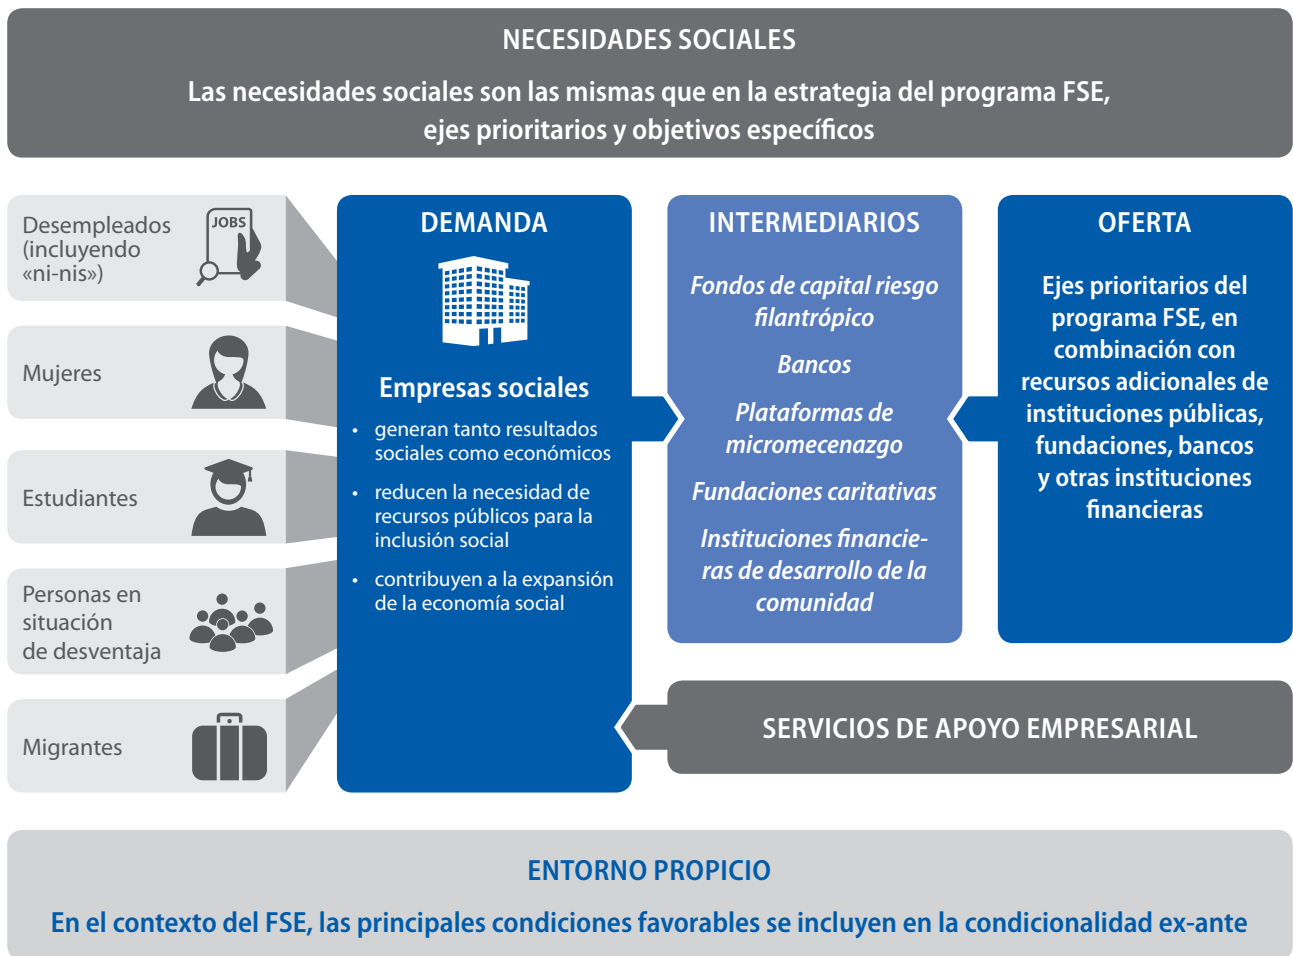 NECESIDADES SOCIALES
Las necesidades sociales son las mismas que en la estrategia del programa FSE,
ejes prioritarios y objetivos específicos
Desempleados
(incluyendo
«ni-nis»)
JOBS
Mujeres
Estudiantes
Personas en
situación
de desventaja
Migrantes
DEMANDA
Empresas sociales
• generan tanto resultados
sociales como económicos
• reducen la necesidad de
recursos públicos para la
inclusión social
• contribuyen a la expansión
de la economía social
INTERMEDIARIOS
Fondos de capital riesgo
filantrópico
Bancos
Plataformas de
micromecenazgo
Fundaciones caritativas
Instituciones financie-
ras de desarrollo de la
comunidad
OFERTA
Ejes prioritarios del
programa FSE, en
combinación con
recursos adicionales de
instituciones públicas,
fundaciones, bancos
y otras instituciones
financieras
SERVICIOS DE APOYO EMPRESARIAL
ENTORNO PROPICIO
En el contexto del FSE, las principales condiciones favorables se incluyen en la condicionalidad ex-ante